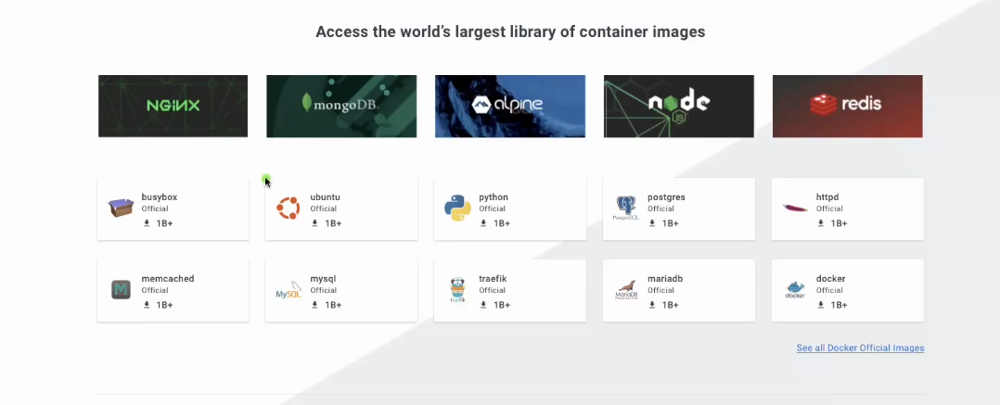 Access the world's largest library of container images
NGiNX
mongoDB.
alpine
node
JS
redis
busybox
Official
1B+
ubuntu
Official
1B+
python
Official
1B+
PostgreSQL
postgres
Official
1B+
httpd
Official
1B+
M
memcached
Official
1B+
MySQL
mysql
Official
1B+
træfik
traefik
Official
1B+
MariaDB
mariadb
Official
1B+
docker
docker
Official
1B+
See all Docker Official Images